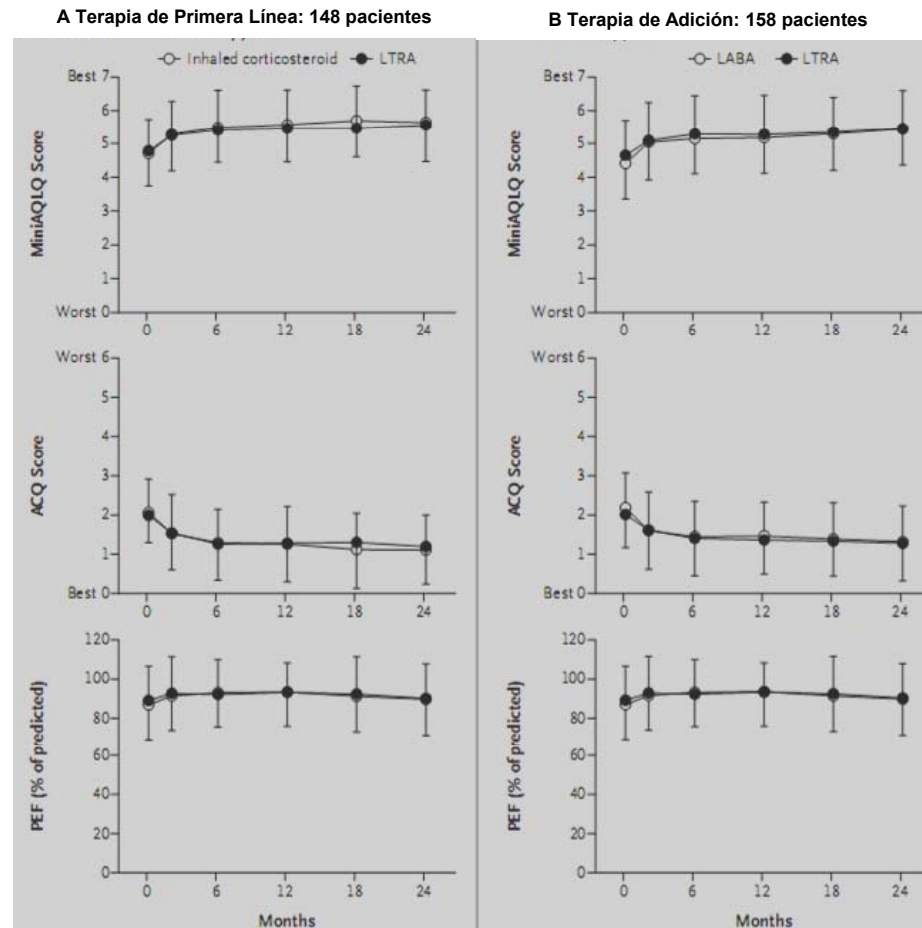 A Terapia de Primera Línea: 148 pacientes
Inhaled corticosteroid LTRA
MiniAQLQ Score
Best 7
6
5
4
3
2
1
Worst 0
0 6 12 18 24
ACQ Score
Worst 6
5
4
3
2
1
Best 0
0 6 12 18 24
PEF (% of predicted)
120
100
80
60
40
20
0
0 6 12 18 24
Months
B Terapia de Adición: 158 pacientes
LABA LTRA
MiniAQLQ Score
Best 7
6
5
4
3
2
1
Worst 0
0 6 12 18 24
ACQ Score
Worst 6
5
4
3
2
1
Best 0
0 6 12 18 24
PEF (% of predicted)
120
100
80
60
40
20
0
0 6 12 18 24
Months